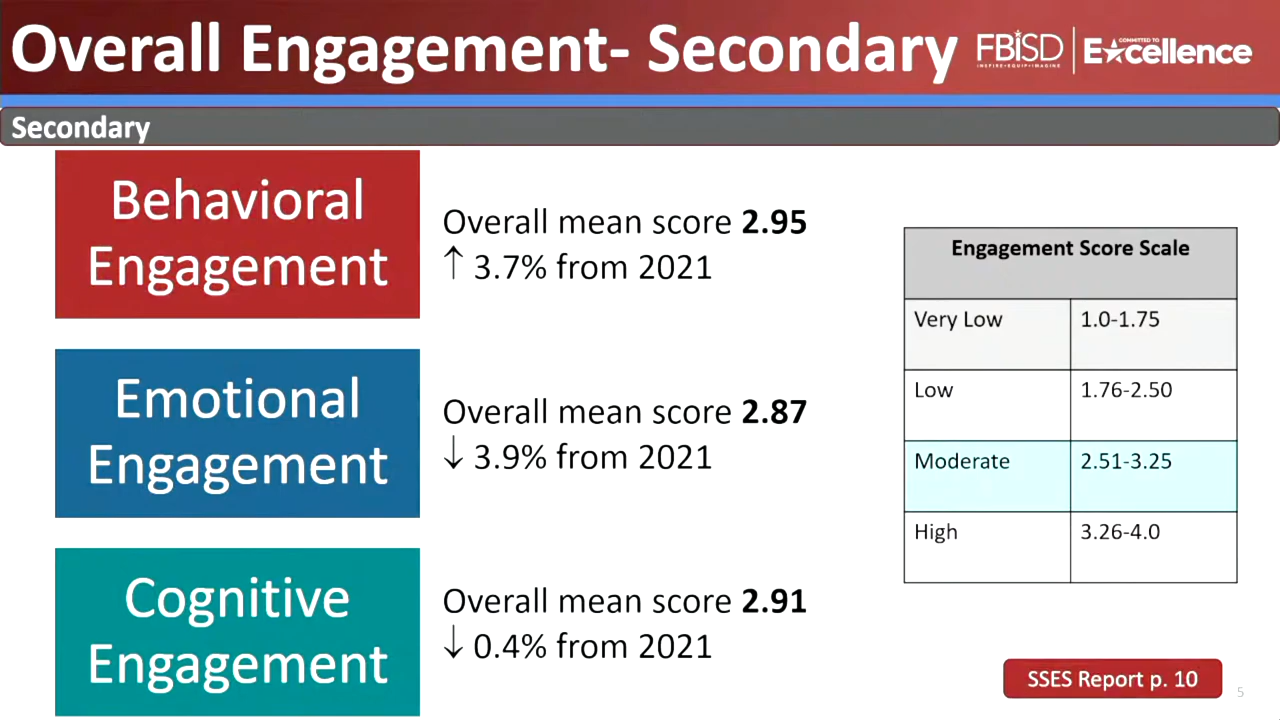 Overall Engagement- Secondary
FBISD
INSPIRE•EQUIP•IMAGINE
COMMITTED TO
Excellence
Secondary
Behavioral
Engagement
Overall mean score 2.95
↑ 3.7% from 2021
Emotional
Engagement
Overall mean score 2.87
↓ 3.9% from 2021
Cognitive
Engagement
Overall mean score 2.91
↓ 0.4% from 2021
Engagement Score Scale
Very Low 1.0-1.75
Low 1.76-2.50
Moderate 2.51-3.25
High 3.26-4.0
SSES Report p. 10
5